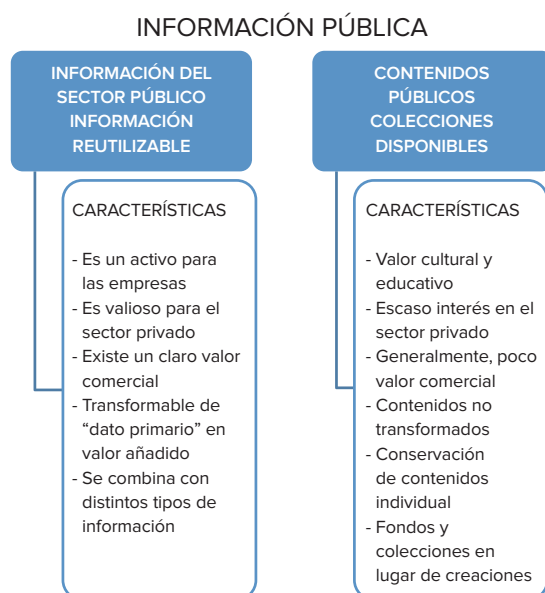 INFORMACIÓN PÚBLICA
INFORMACIÓN DEL
SECTOR PÚBLICO
INFORMACIÓN
REUTILIZABLE
CARACTERÍSTICAS
- Es un activo para
las empresas
- Es valioso para el
sector privado
- Existe un claro valor
comercial
- Transformable de
“dato primario” en
valor añadido
- Se combina con
distintos tipos de
información
CONTENIDOS
PÚBLICOS
COLECCIONES
DISPONIBLES
CARACTERÍSTICAS
- Valor cultural y
educativo
- Escaso interés en el
sector privado
- Generalmente, poco
valor comercial
- Contenidos no
transformados
- Conservación
de contenidos
individual
- Fondos y
colecciones en
lugar de creaciones